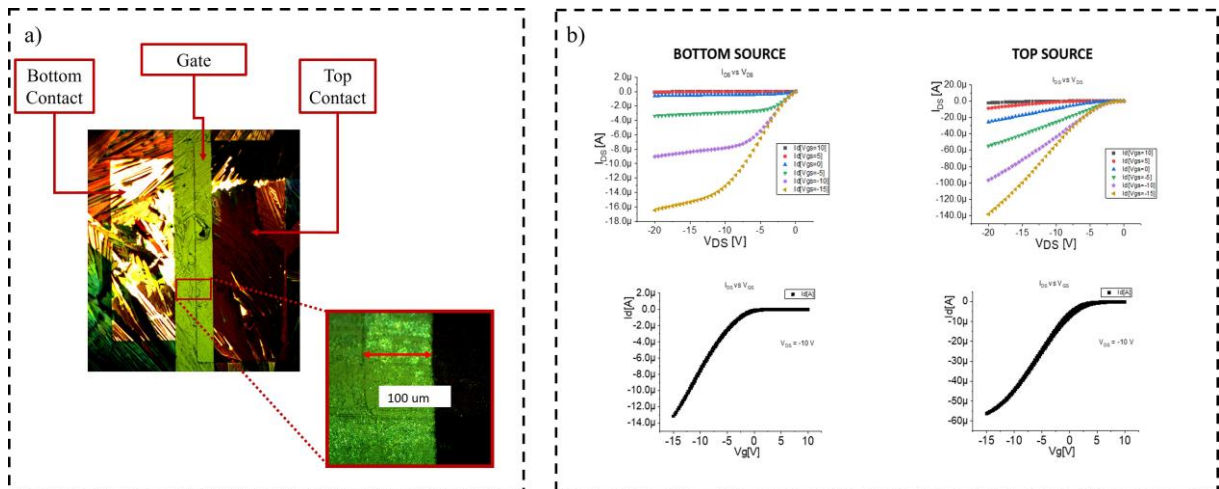 a)
Bottom
Contact
Gate
Top
Contact
100 um
b)
BOTTOM SOURCE
I_DS vs V_DS
2.0µ
0.0
-2.0µ
-4.0µ
-6.0µ
-8.0µ
-10.0µ
-12.0µ
-14.0µ
-16.0µ
-18.0µ
I_DS [A]
Id[Vgs=10]
Id[Vgs=5]
Id[Vgs=0]
Id[Vgs=-5]
Id[Vgs=-10]
Id[Vgs=-15]
-20 -15 -10 -5 0
V_DS [V]
TOP SOURCE
I_DS vs V_DS
20.0µ
0.0
-20.0µ
-40.0µ
-60.0µ
-80.0µ
-100.0µ
-120.0µ
-140.0µ
I_DS [A]
Id[Vgs=10]
Id[Vgs=5]
Id[Vgs=0]
Id[Vgs=-5]
Id[Vgs=-10]
Id[Vgs=-15]
-20 -15 -10 -5 0
V_DS [V]
I_DS vs V_GS
2.0µ
0.0
-2.0µ
-4.0µ
-6.0µ
-8.0µ
-10.0µ
-12.0µ
-14.0µ
Id[A]
Id[A]
V_DS = -10 V
-15 -10 -5 0 5 10
Vg[V]
I_DS vs V_GS
0
-10µ
-20µ
-30µ
-40µ
-50µ
-60µ
-Id[A]
Id[A]
V_DS = -10 V
-15 -10 -5 0 5 10
Vg[V]